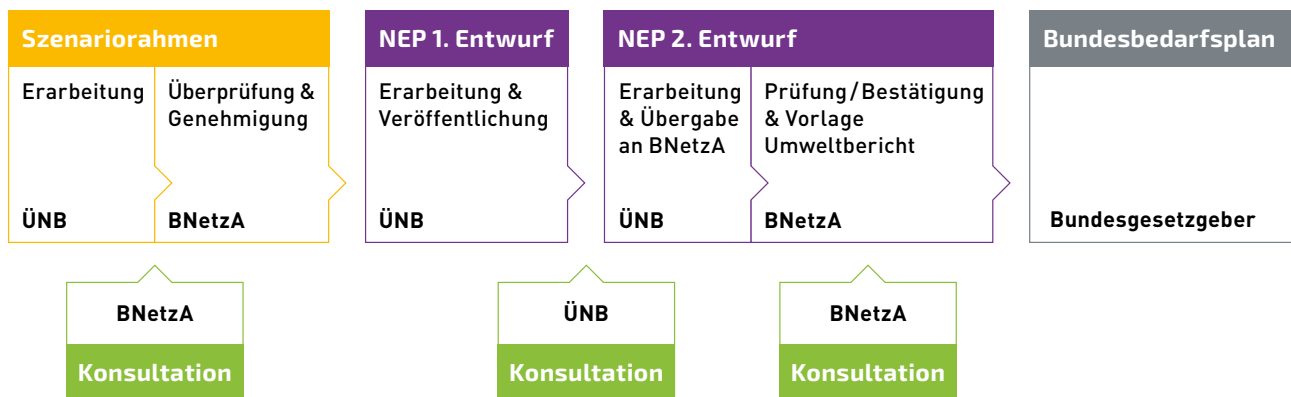 Szenariorahmen
Erarbeitung
ÜNB
Überprüfung &
Genehmigung
BNetzA
BNetzA
Konsultation
NEP 1. Entwurf
Erarbeitung &
Veröffentlichung
ÜNB
ÜNB
Konsultation
NEP 2. Entwurf
Erarbeitung
& Übergabe
an BNetzA
ÜNB
Prüfung/Bestätigung
& Vorlage
Umweltbericht
BNetzA
BNetzA
Konsultation
Bundesbedarfsplan
Bundesgesetzgeber